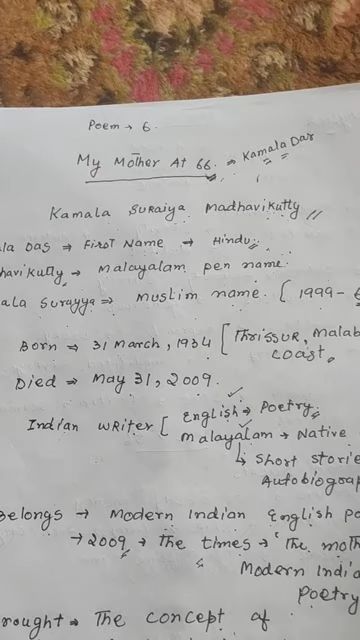 Poem → 6.
My Mother At 66. ⇒ Kamala Das
Kamala Suraiya Madhavikutty //
la Das ⇒ First Name → Hindu
havikutty → Malayalam pen name.
ala Surayya ⇒ Muslim name. [ 1999 -
Born ⇒ 31 March, 1934 [ Thrissur, Malab
coast.
Died ⇒ May 31, 2009.
Indian writer [ English → Poetry
Malayalam → Native
↳ Short storie
Autobiograp
Belongs → Modern Indian English po
→ 2009 → the times → "The moth
Modern Indi
Poetry
rought → The concept of